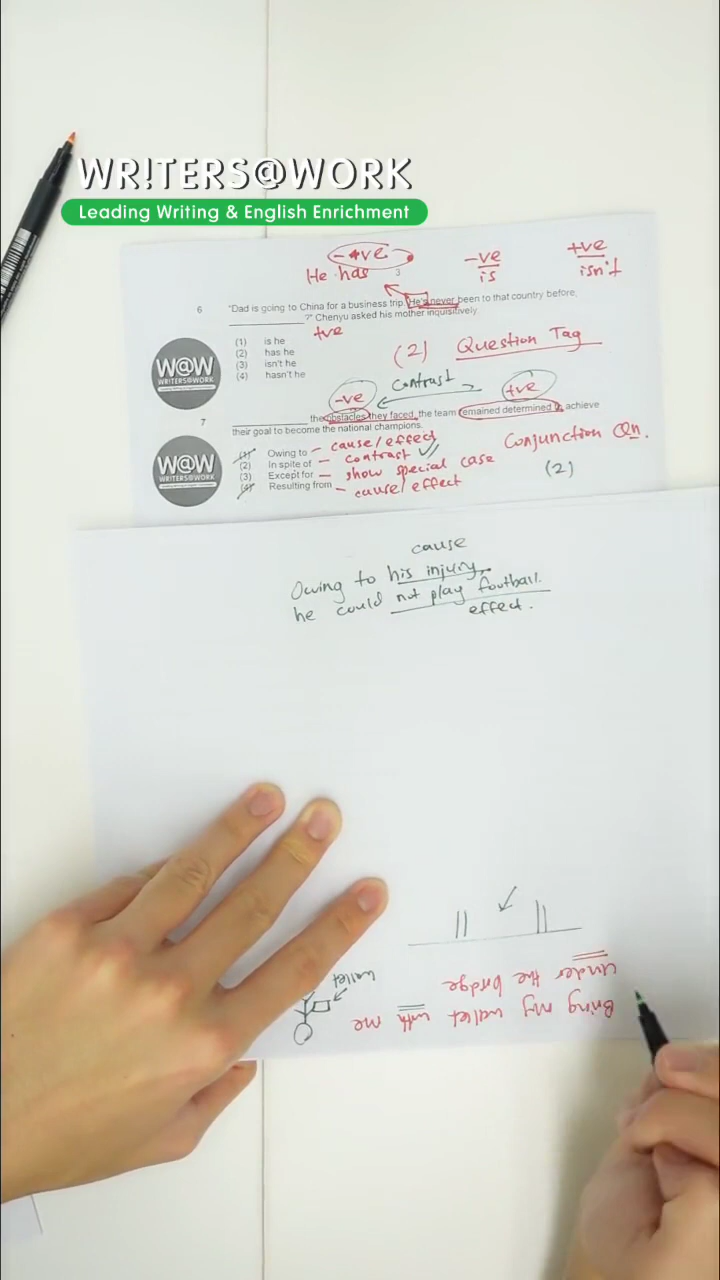 WR!TERS@WORK
Leading Writing & English Enrichment
-+ve
-ve
+ve
He has
3
is
isn't
6
"Dad is going to China for a business trip. He's never been to that country before,
?" Chenyu asked his mother inquisitively.
+ve
(1) is he
(2) has he
(3) isn't he
(4) hasn't he
(2) Question Tag
W@W
WRITERS@WORK
-ve
contrast
+ve
7
the obstacles they faced, the team remained determined to achieve
their goal to become the national champions.
Conjunction Qn.
(1) Owing to - cause/effect
(2) In spite of - contrast
(3) Except for - show special case
(4) Resulting from - cause/effect
(2)
W@W
WRITERS@WORK
cause
Owing to his injury,
he could not play football.
effect.
Bring my wallet with me
under the bridge
wallet